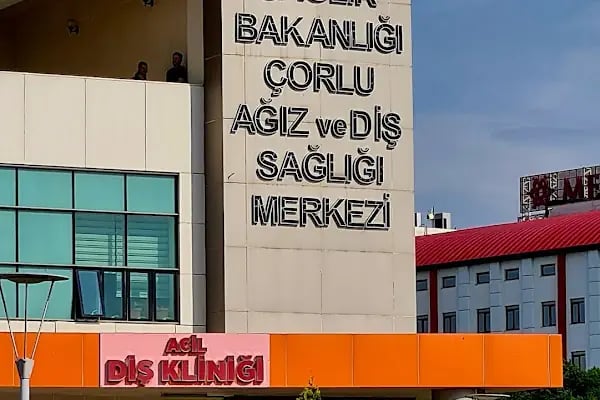 BAKANLIĞI
ÇORLU
AĞIZ ve DİŞ
SAĞLIĞI
MERKEZİ
ACİL
DİŞ KLİNİĞİ